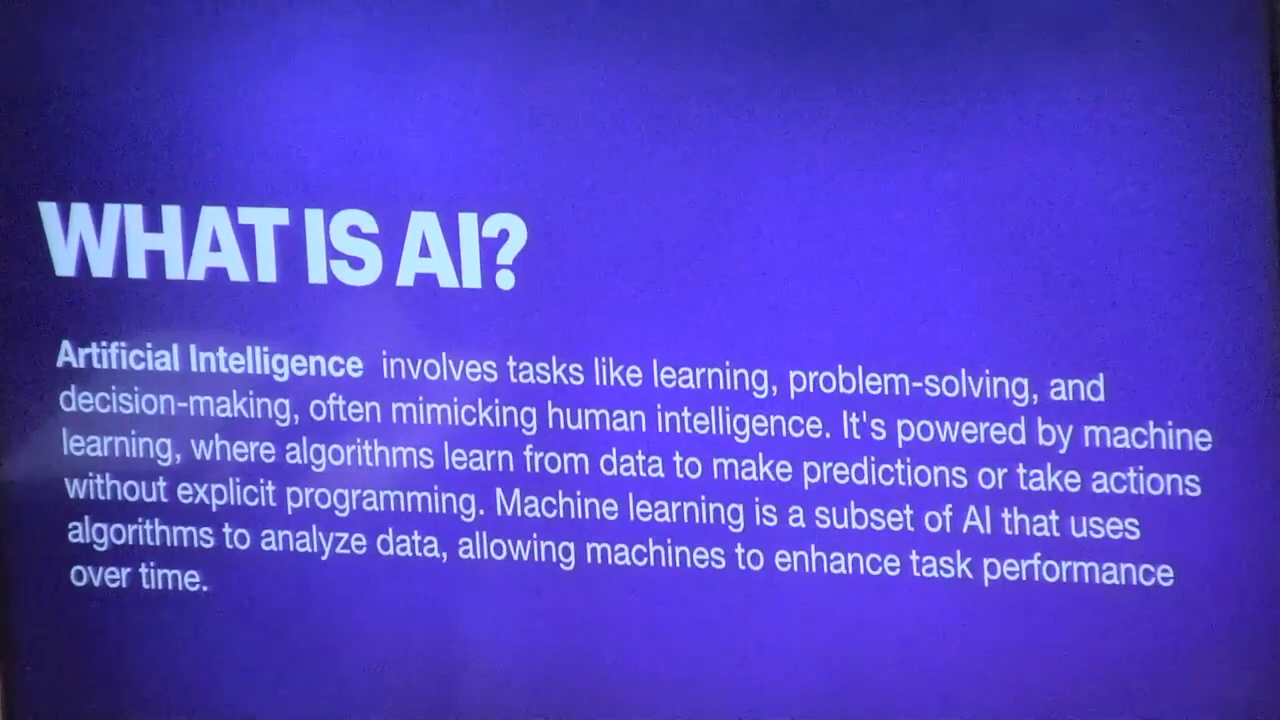 WHAT IS AI?
Artificial Intelligence involves tasks like learning, problem-solving, and
decision-making, often mimicking human intelligence. It's powered by machine
learning, where algorithms learn from data to make predictions or take actions
without explicit programming. Machine learning is a subset of AI that uses
algorithms to analyze data, allowing machines to enhance task performance
over time.